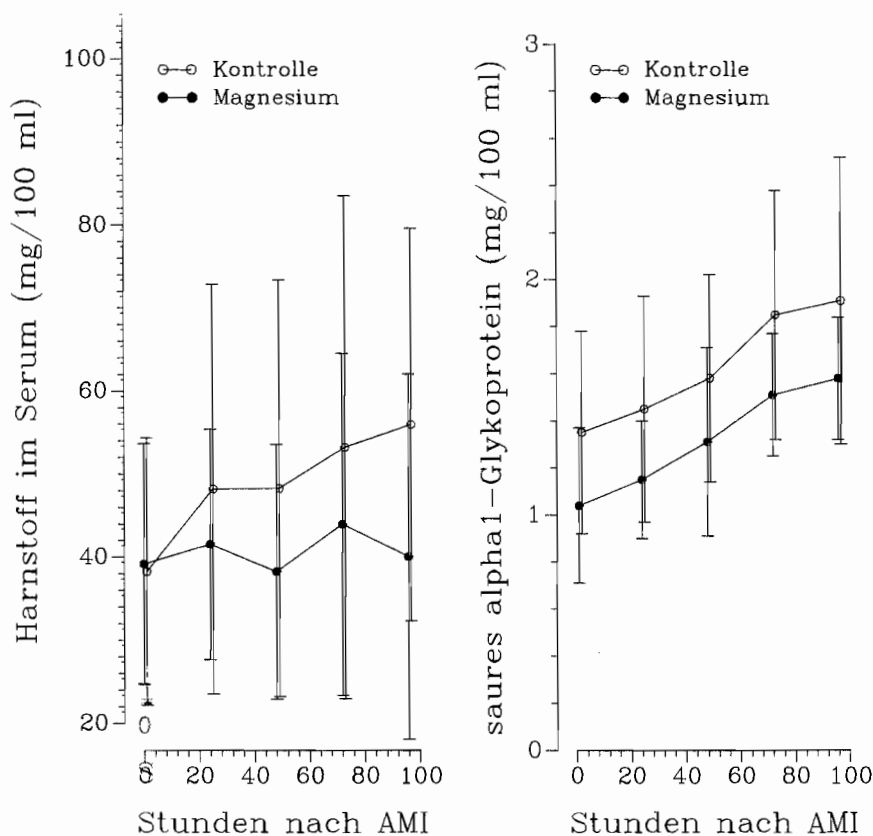 Harnstoff im Serum (mg/100 ml)
100
80
60
40
20
Kontrolle
Magnesium
0 20 40 60 80 100
Stunden nach AMI
saures alpha1-Glykoprotein (mg/100 ml)
3
2
1
0
Kontrolle
Magnesium
0 20 40 60 80 100
Stunden nach AMI